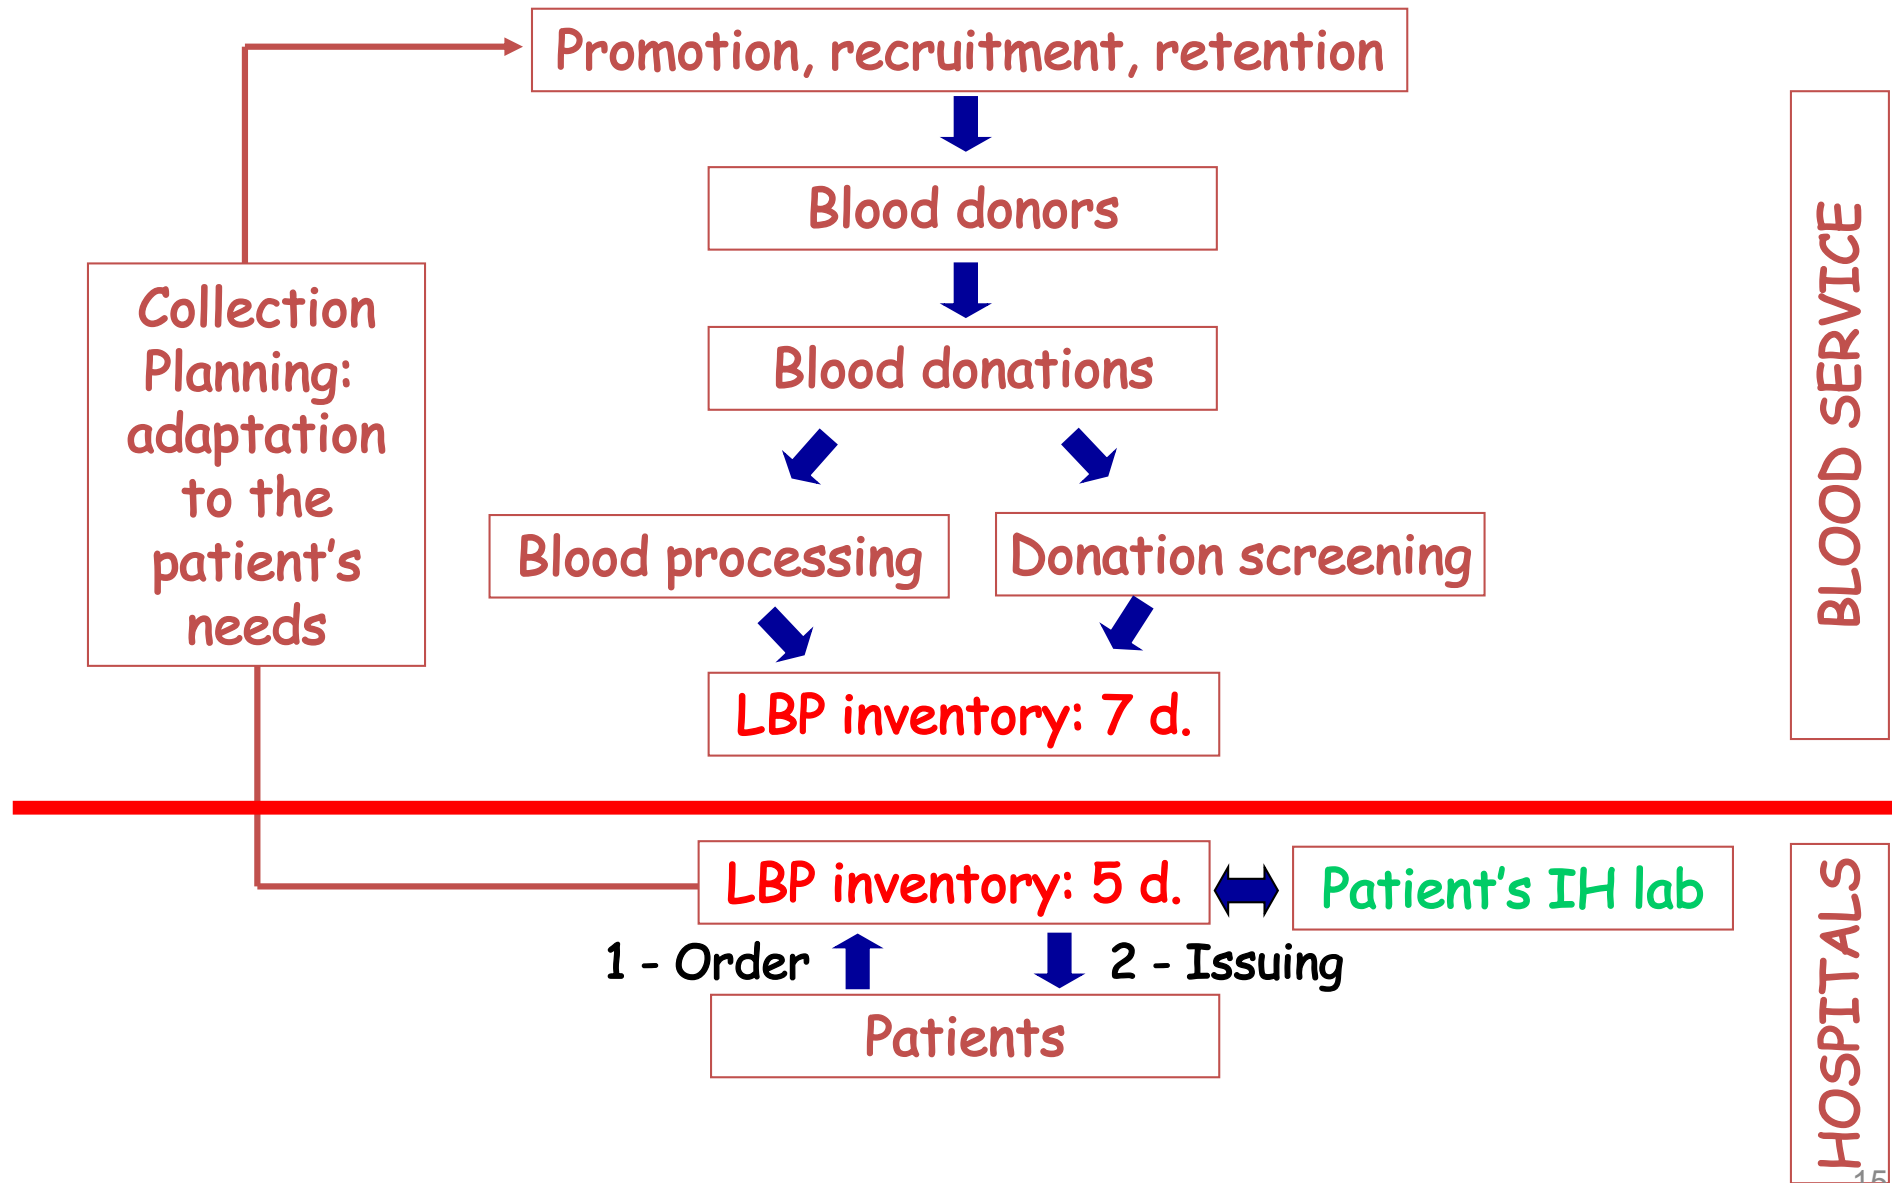 Promotion, recruitment, retention
Blood donors
Collection
Planning:
adaptation
to the
patient's
needs
Blood donations
Blood processing
Donation screening
LBP inventory: 7 d.
BLOOD SERVICE
LBP inventory: 5 d.
Patient's IH lab
1 - Order
2 - Issuing
Patients
HOSPITALS
15